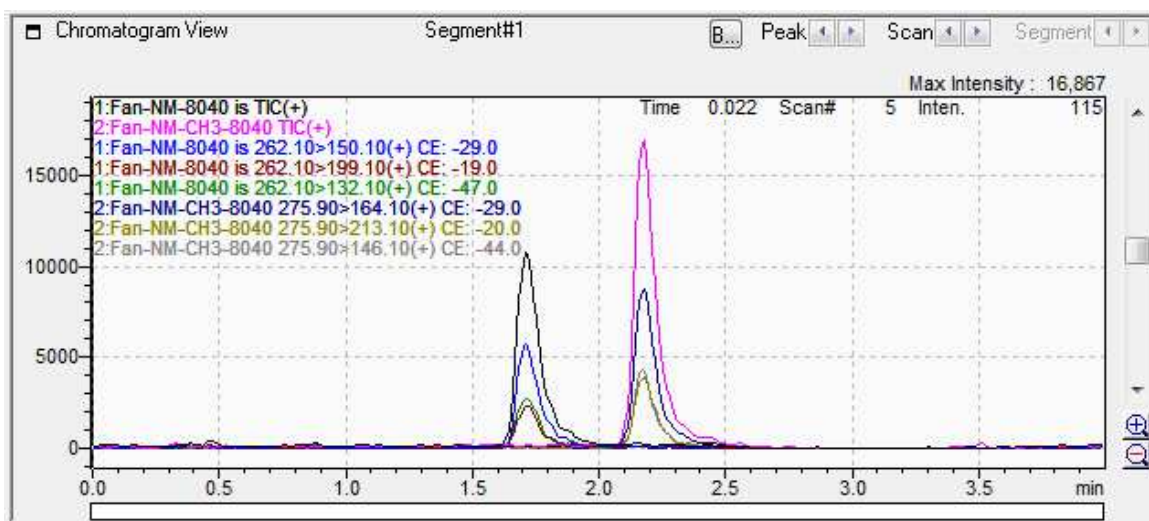 Chromatogram View Segment#1 B... Peak Scan Segment
Max Intensity : 16,867
Time 0.022 Scan# 5 Inten. 115
1:Fan-NM-8040 is TIC(+)
2:Fan-NM-CH3-8040 TIC(+)
1:Fan-NM-8040 is 262.10>150.10(+) CE: -29.0
1:Fan-NM-8040 is 262.10>199.10(+) CE: -19.0
1:Fan-NM-8040 is 262.10>132.10(+) CE: -47.0
2:Fan-NM-CH3-8040 275.90>164.10(+) CE: -29.0
2:Fan-NM-CH3-8040 275.90>213.10(+) CE: -20.0
2:Fan-NM-CH3-8040 275.90>146.10(+) CE: -44.0
15000
10000
5000
0
0.0 0.5 1.0 1.5 2.0 2.5 3.0 3.5 min